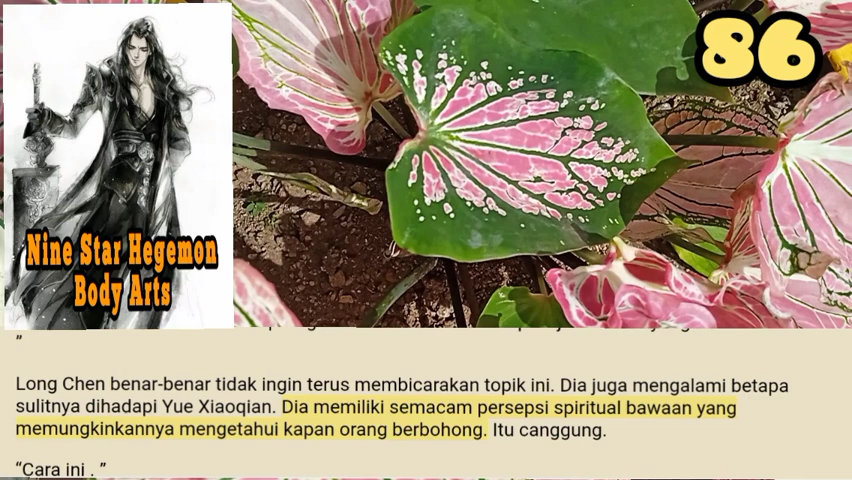 86
Nine Star Hegemon
Body Arts
"
Long Chen benar-benar tidak ingin terus membicarakan topik ini. Dia juga mengalami betapa
sulitnya dihadapi Yue Xiaoqian. Dia memiliki semacam persepsi spiritual bawaan yang
memungkinkannya mengetahui kapan orang berbohong. Itu canggung.
“Cara ini . ”